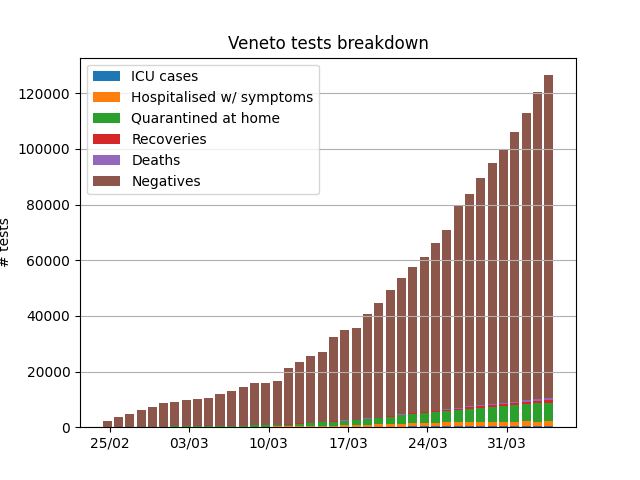 Veneto tests breakdown
ICU cases
Hospitalised w/ symptoms
Quarantined at home
Recoveries
Deaths
Negatives
120000
100000
80000
60000
40000
20000
0
# tests
25/02 03/03 10/03 17/03 24/03 31/03